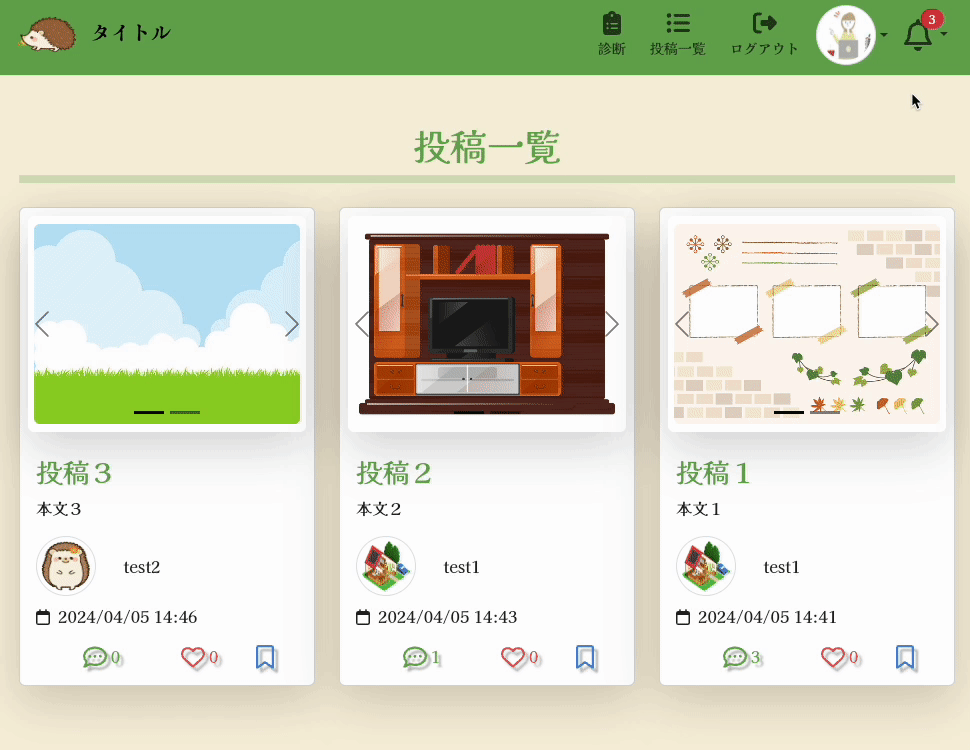 タイトル
診断
投稿一覧
ログアウト
3
投稿一覧
投稿３
本文３
test2
2024/04/05 14:46
0
0
投稿２
本文２
test1
2024/04/05 14:43
1
0
投稿１
本文１
test1
2024/04/05 14:41
3
0